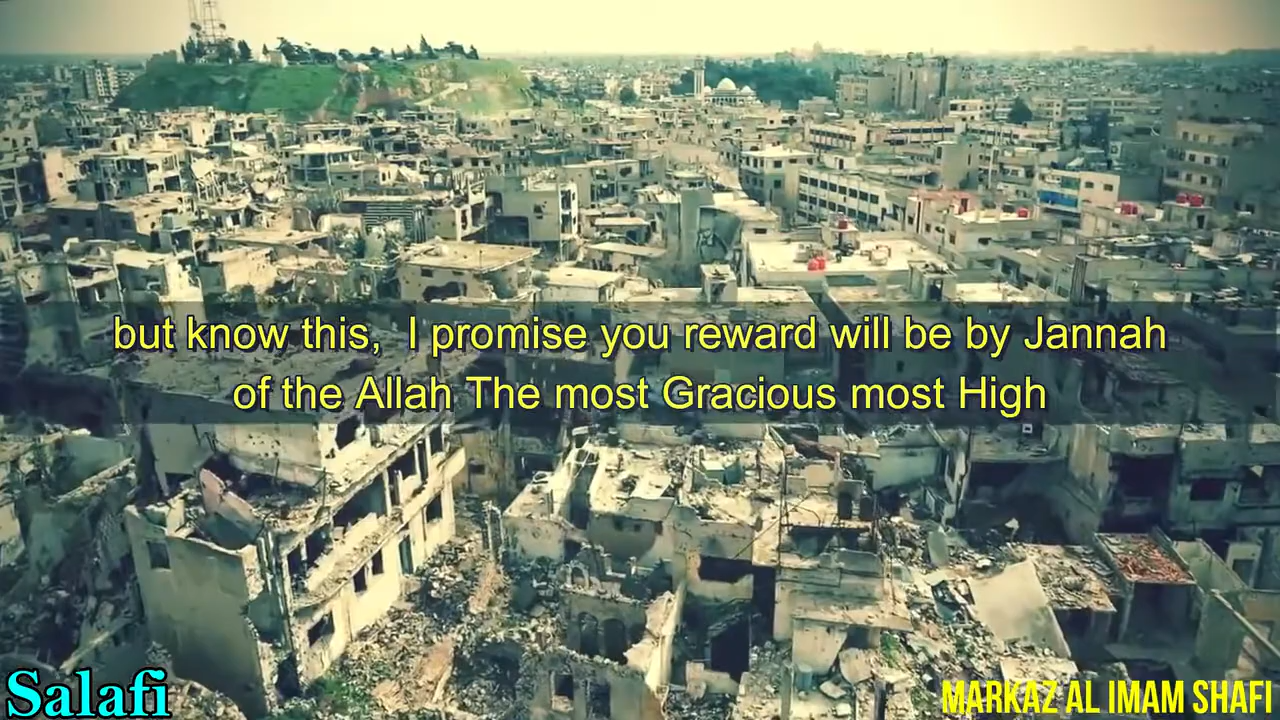 but know this, I promise you reward will be by Jannah
of the Allah The most Gracious most High
Salafi
MARKAZ AL IMAM SHAFI